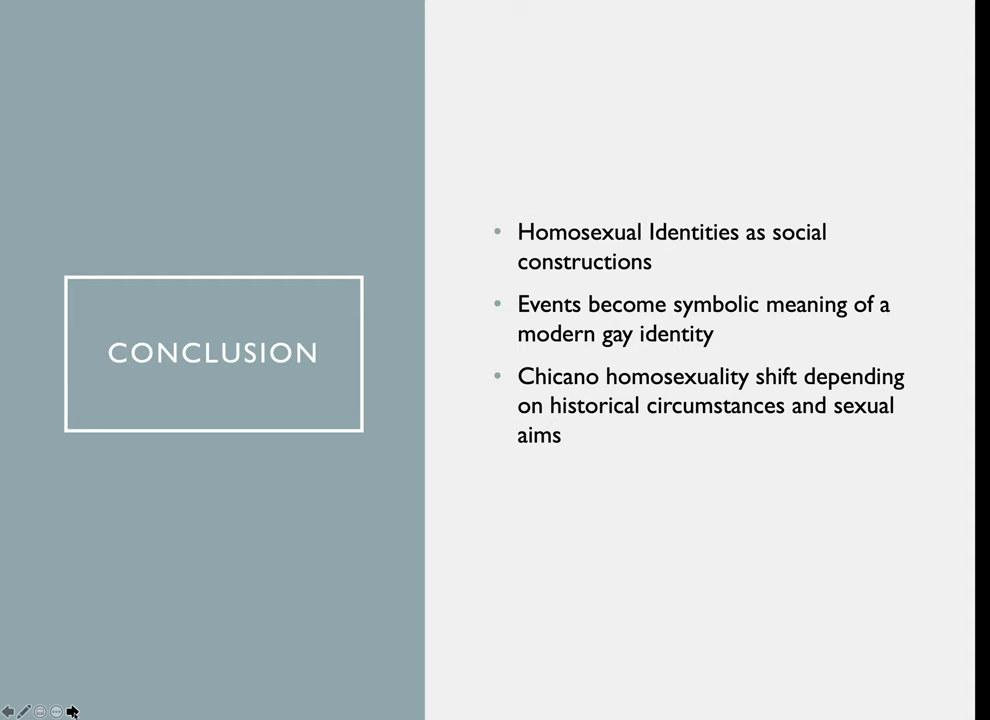 CONCLUSION
• Homosexual Identities as social
constructions
• Events become symbolic meaning of a
modern gay identity
• Chicano homosexuality shift depending
on historical circumstances and sexual
aims